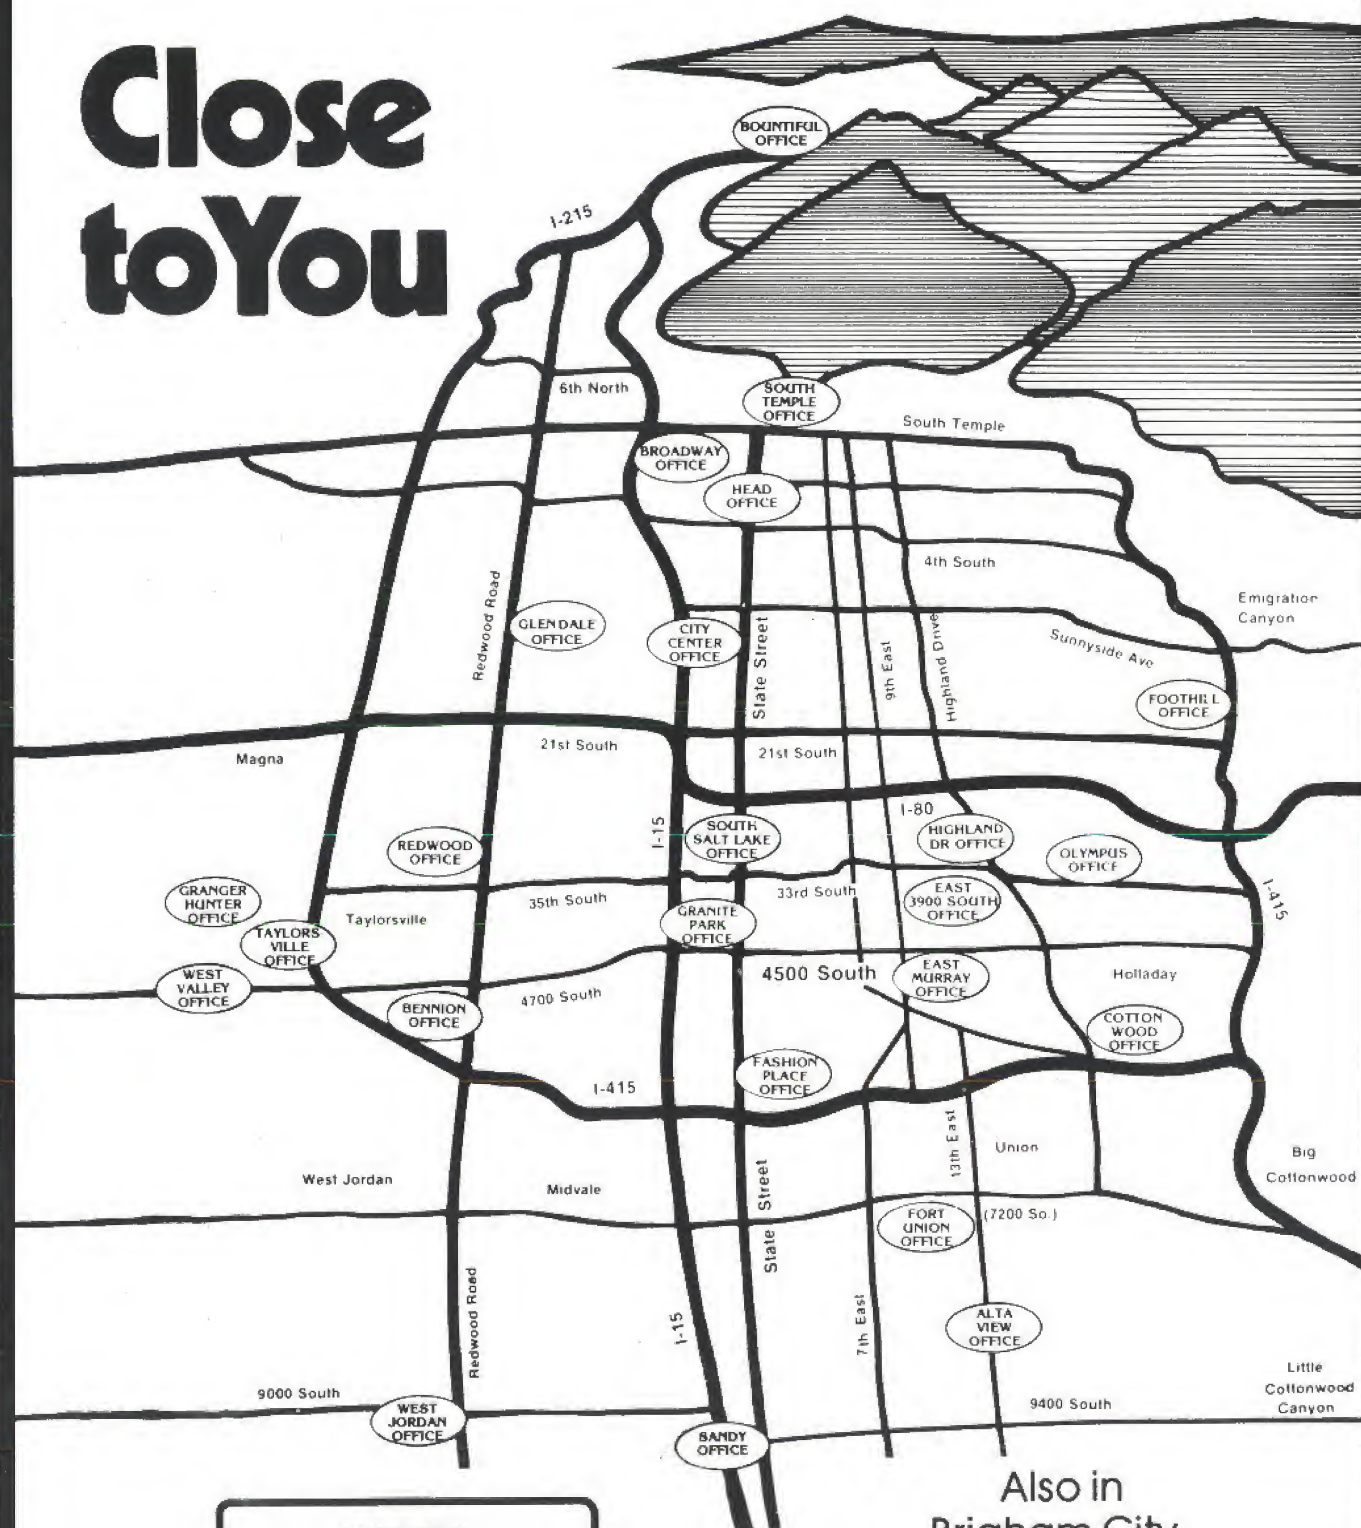 Close
to You
BOUNTIFUL
OFFICE
I-215
6th North
SOUTH
TEMPLE
OFFICE
South Temple
BROADWAY
OFFICE
HEAD
OFFICE
4th South
Emigration
Canyon
Redwood Road
GLENDALE
OFFICE
CITY
CENTER
OFFICE
State Street
9th East
Highland Drive
Sunnyside Ave
FOOTHILL
OFFICE
21st South
21st South
Magna
I-80
I-15
REDWOOD
OFFICE
SOUTH
SALT LAKE
OFFICE
HIGHLAND
DR OFFICE
OLYMPUS
OFFICE
GRANGER
HUNTER
OFFICE
35th South
33rd South
EAST
3900 SOUTH
OFFICE
I-415
Taylorsville
GRANITE
PARK
OFFICE
TAYLORS
VILLE
OFFICE
WEST
VALLEY
OFFICE
4700 South
4500 South
EAST
MURRAY
OFFICE
Holladay
BENNION
OFFICE
COTTON
WOOD
OFFICE
FASHION
PLACE
OFFICE
I-415
13th East
Union
Big
Cottonwood
West Jordan
Midvale
State Street
FORT
UNION
OFFICE
(7200 So.)
Redwood Road
I-15
7th East
ALTA
VIEW
OFFICE
Little
Cottonwood
Canyon
9000 South
9400 South
WEST
JORDAN
OFFICE
SANDY
OFFICE
Also in
Brigham City